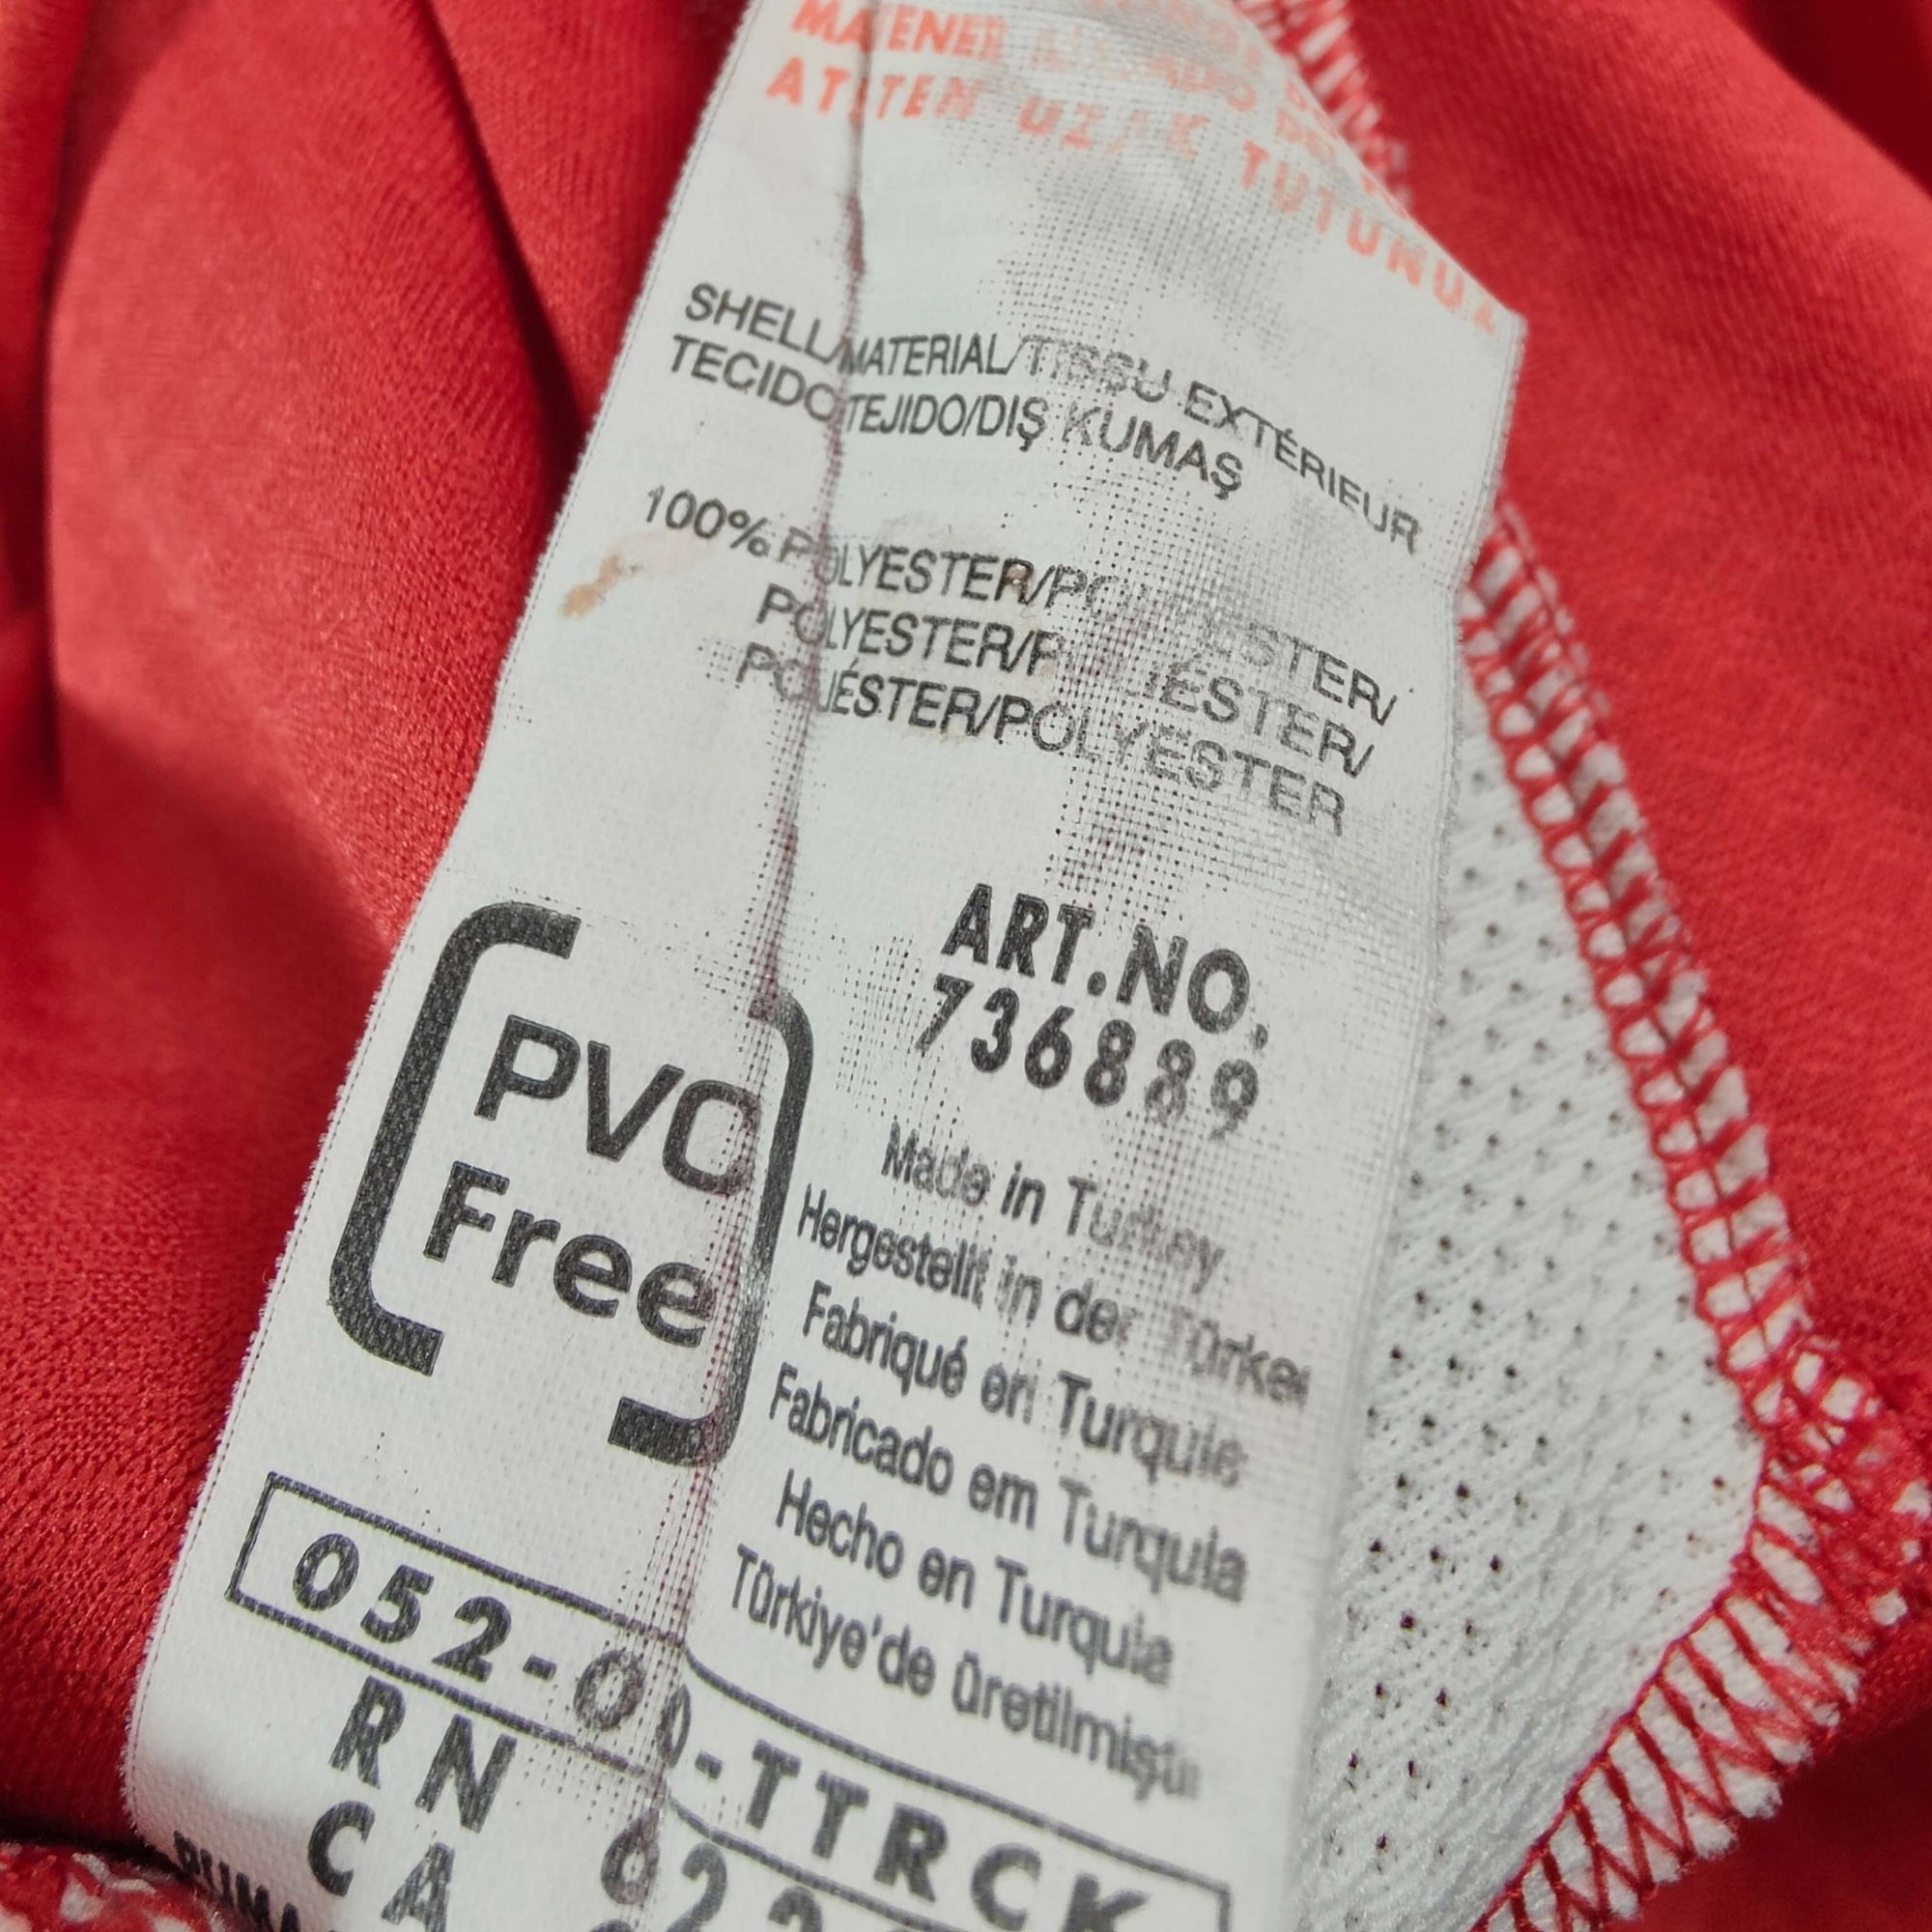 ATEŞTEN UZAK TUTUNUZ
SHELL/MATERIAL/TISSU EXTÉRIEUR
TECIDO/TEJIDO/DIŞ KUMAŞ
100% POLYESTER/POLYESTER/
POLYESTER/POLIÉSTER/
POLIÉSTER/POLYESTER
ART.NO.
736889
PVC
Free
Made in Turkey
Hergestellt in der Türkei
Fabriqué en Turquie
Fabricado em Turquia
Hecho en Turquia
Türkiye'de üretilmiştir
052-00-TTRCK
RN
CA
PUMA